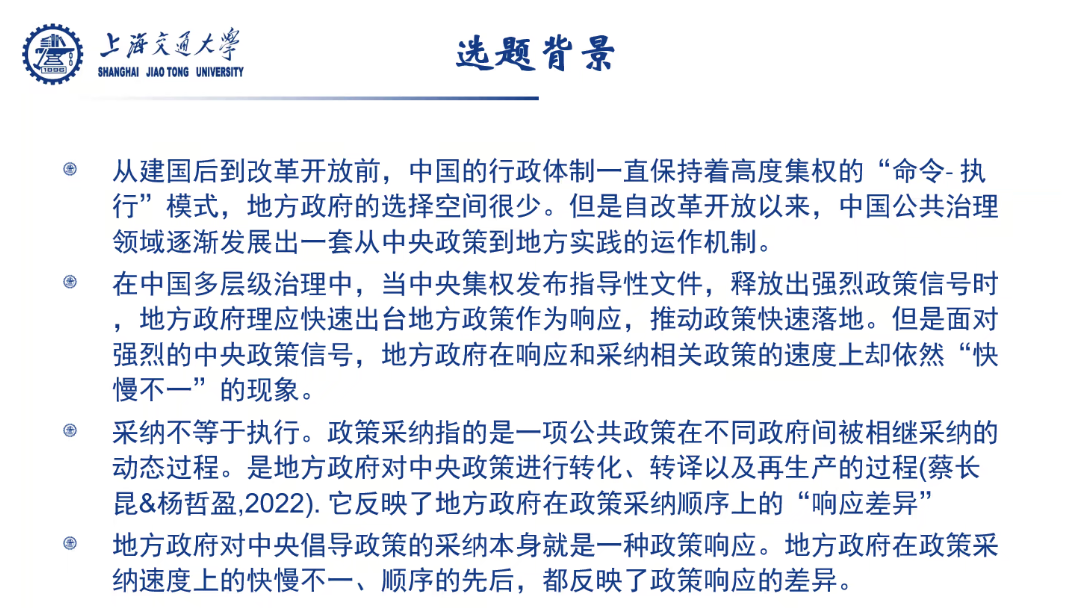 上海交通大学
SHANGHAI JIAO TONG UNIVERSITY
1896
选题背景
从建国后到改革开放前，中国的行政体制一直保持着高度集权的“命令- 执
行”模式，地方政府的选择空间很少。但是自改革开放以来，中国公共治理
领域逐渐发展出一套从中央政策到地方实践的运作机制。
在中国多层级治理中，当中央集权发布指导性文件，释放出强烈政策信号时
，地方政府理应快速出台地方政策作为响应，推动政策快速落地。但是面对
强烈的中央政策信号，地方政府在响应和采纳相关政策的速度上却依然“快
慢不一”的现象。
采纳不等于执行。政策采纳指的是一项公共政策在不同政府间被相继采纳的
动态过程。是地方政府对中央政策进行转化、转译以及再生产的过程(蔡长
昆&杨哲盈,2022). 它反映了地方政府在政策采纳顺序上的“响应差异”
地方政府对中央倡导政策的采纳本身就是一种政策响应。地方政府在政策采
纳速度上的快慢不一、顺序的先后，都反映了政策响应的差异。